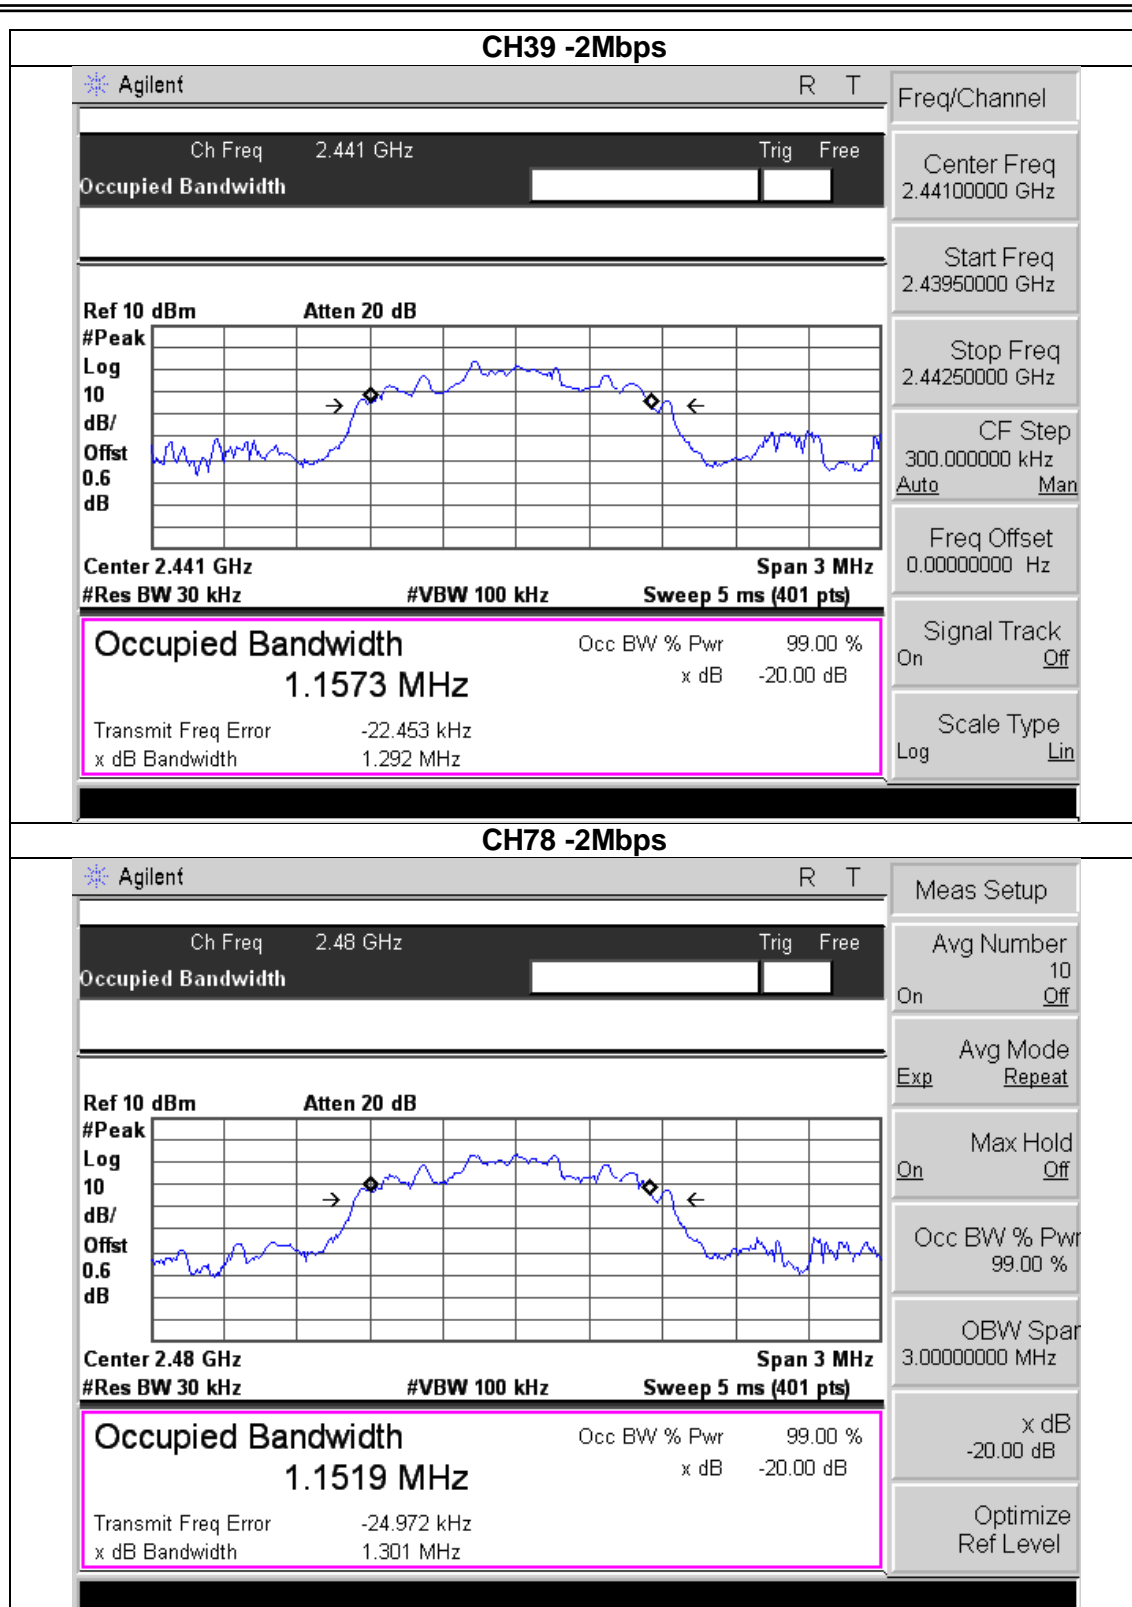 CH39 -2Mbps
Agilent R T
Freq/Channel
Ch Freq 2.441 GHz Trig Free
Occupied Bandwidth
Center Freq
2.44100000 GHz
Start Freq
2.43950000 GHz
Stop Freq
2.44250000 GHz
CF Step
300.000000 kHz
Auto Man
Freq Offset
0.00000000 Hz
Signal Track
On Off
Scale Type
Log Lin
Ref 10 dBm Atten 20 dB
#Peak
Log
10
dB/
Offst
0.6
dB
Center 2.441 GHz Span 3 MHz
#Res BW 30 kHz #VBW 100 kHz Sweep 5 ms (401 pts)
Occupied Bandwidth Occ BW % Pwr 99.00 %
1.1573 MHz x dB -20.00 dB
Transmit Freq Error -22.453 kHz
x dB Bandwidth 1.292 MHz
CH78 -2Mbps
Agilent R T
Meas Setup
Ch Freq 2.48 GHz Trig Free
Occupied Bandwidth
Avg Number
10
On Off
Avg Mode
Exp Repeat
Max Hold
On Off
Occ BW % Pwr
99.00 %
OBW Span
3.00000000 MHz
x dB
-20.00 dB
Optimize
Ref Level
Ref 10 dBm Atten 20 dB
#Peak
Log
10
dB/
Offst
0.6
dB
Center 2.48 GHz Span 3 MHz
#Res BW 30 kHz #VBW 100 kHz Sweep 5 ms (401 pts)
Occupied Bandwidth Occ BW % Pwr 99.00 %
1.1519 MHz x dB -20.00 dB
Transmit Freq Error -24.972 kHz
x dB Bandwidth 1.301 MHz